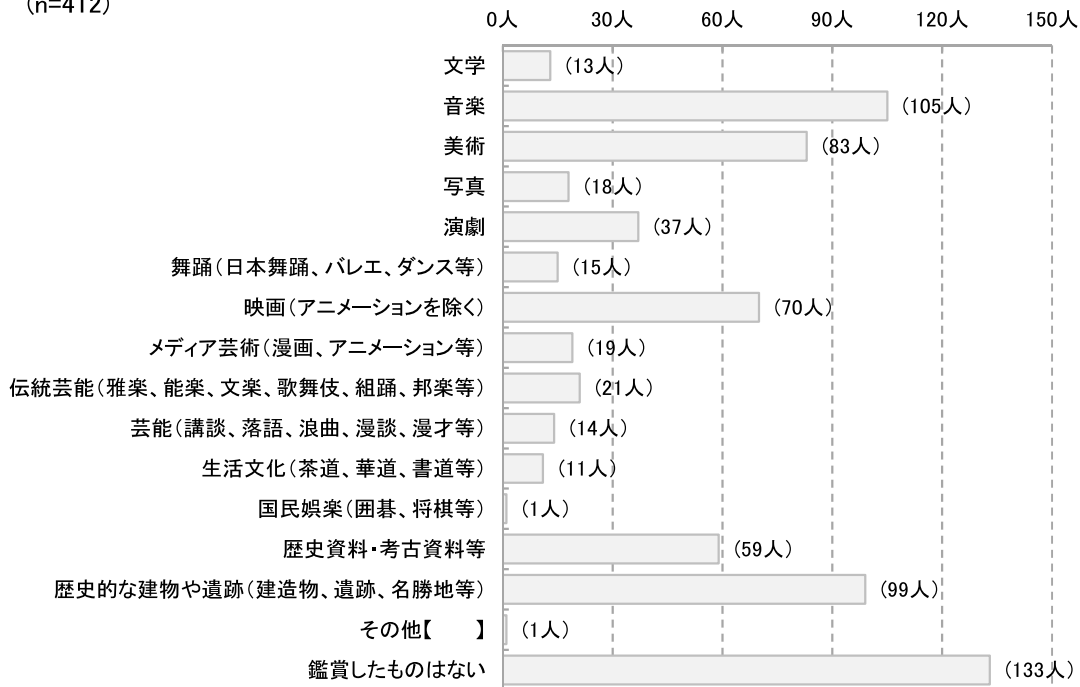 (n=412)
0人 30人 60人 90人 120人 150人
文学 (13人)
音楽 (105人)
美術 (83人)
写真 (18人)
演劇 (37人)
舞踊(日本舞踊、バレエ、ダンス等) (15人)
映画(アニメーションを除く) (70人)
メディア芸術(漫画、アニメーション等) (19人)
伝統芸能(雅楽、能楽、文楽、歌舞伎、組踊、邦楽等) (21人)
芸能(講談、落語、浪曲、漫談、漫才等) (14人)
生活文化(茶道、華道、書道等) (11人)
国民娯楽(囲碁、将棋等) (1人)
歴史資料・考古資料等 (59人)
歴史的な建物や遺跡(建造物、遺跡、名勝地等) (99人)
その他【　　】 (1人)
鑑賞したものはない (133人)